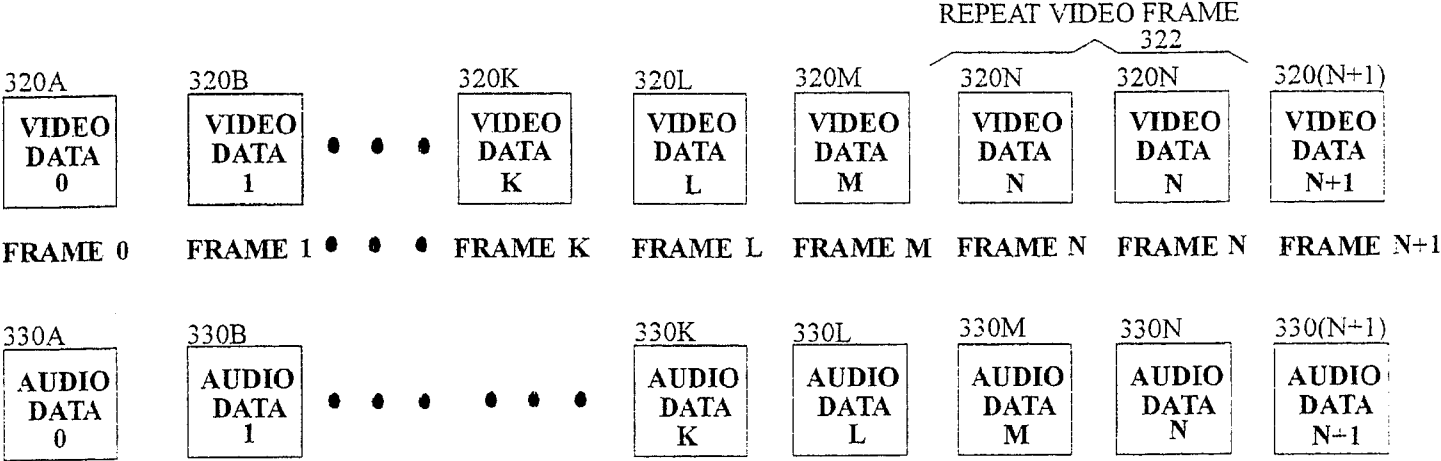 REPEAT VIDEO FRAME
322
320A 320B 320K 320L 320M 320N 320N 320(N+1)
VIDEO VIDEO VIDEO VIDEO VIDEO VIDEO VIDEO VIDEO
DATA DATA DATA DATA DATA DATA DATA DATA
0 1 K L M N N N+1
FRAME 0 FRAME 1 FRAME K FRAME L FRAME M FRAME N FRAME N FRAME N+1
330A 330B 330K 330L 330M 330N 330(N+1)
AUDIO AUDIO AUDIO AUDIO AUDIO AUDIO AUDIO
DATA DATA DATA DATA DATA DATA DATA
0 1 K L M N N+1